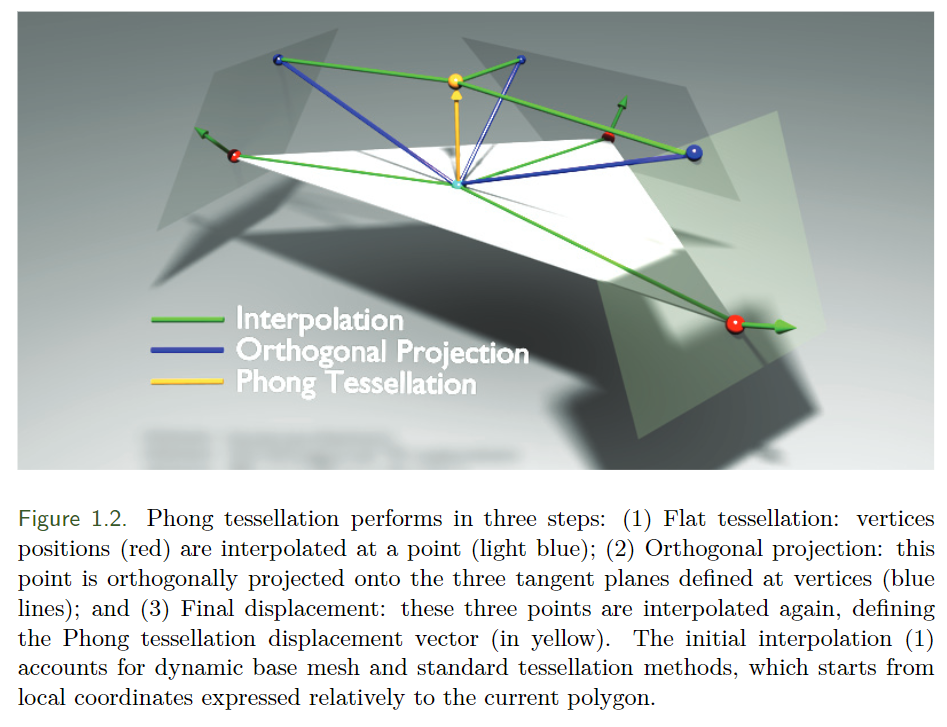 Interpolation
Orthogonal Projection
Phong Tessellation
Figure 1.2. Phong tessellation performs in three steps: (1) Flat tessellation: vertices
positions (red) are interpolated at a point (light blue); (2) Orthogonal projection: this
point is orthogonally projected onto the three tangent planes defined at vertices (blue
lines); and (3) Final displacement: these three points are interpolated again, defining
the Phong tessellation displacement vector (in yellow). The initial interpolation (1)
accounts for dynamic base mesh and standard tessellation methods, which starts from
local coordinates expressed relatively to the current polygon.